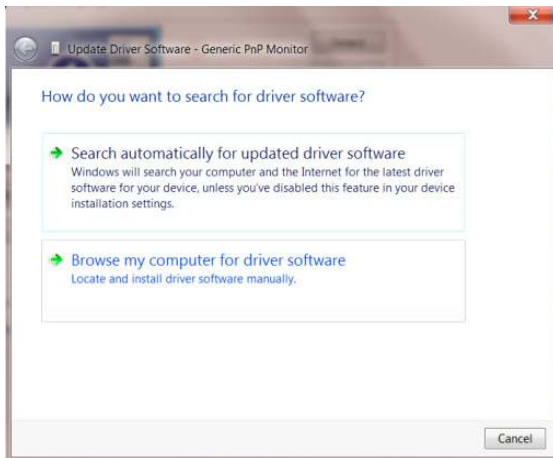 Update Driver Software - Generic PnP Monitor
How do you want to search for driver software?
Search automatically for updated driver software
Windows will search your computer and the Internet for the latest driver
software for your device, unless you've disabled this feature in your device
installation settings.
Browse my computer for driver software
Locate and install driver software manually.
Cancel